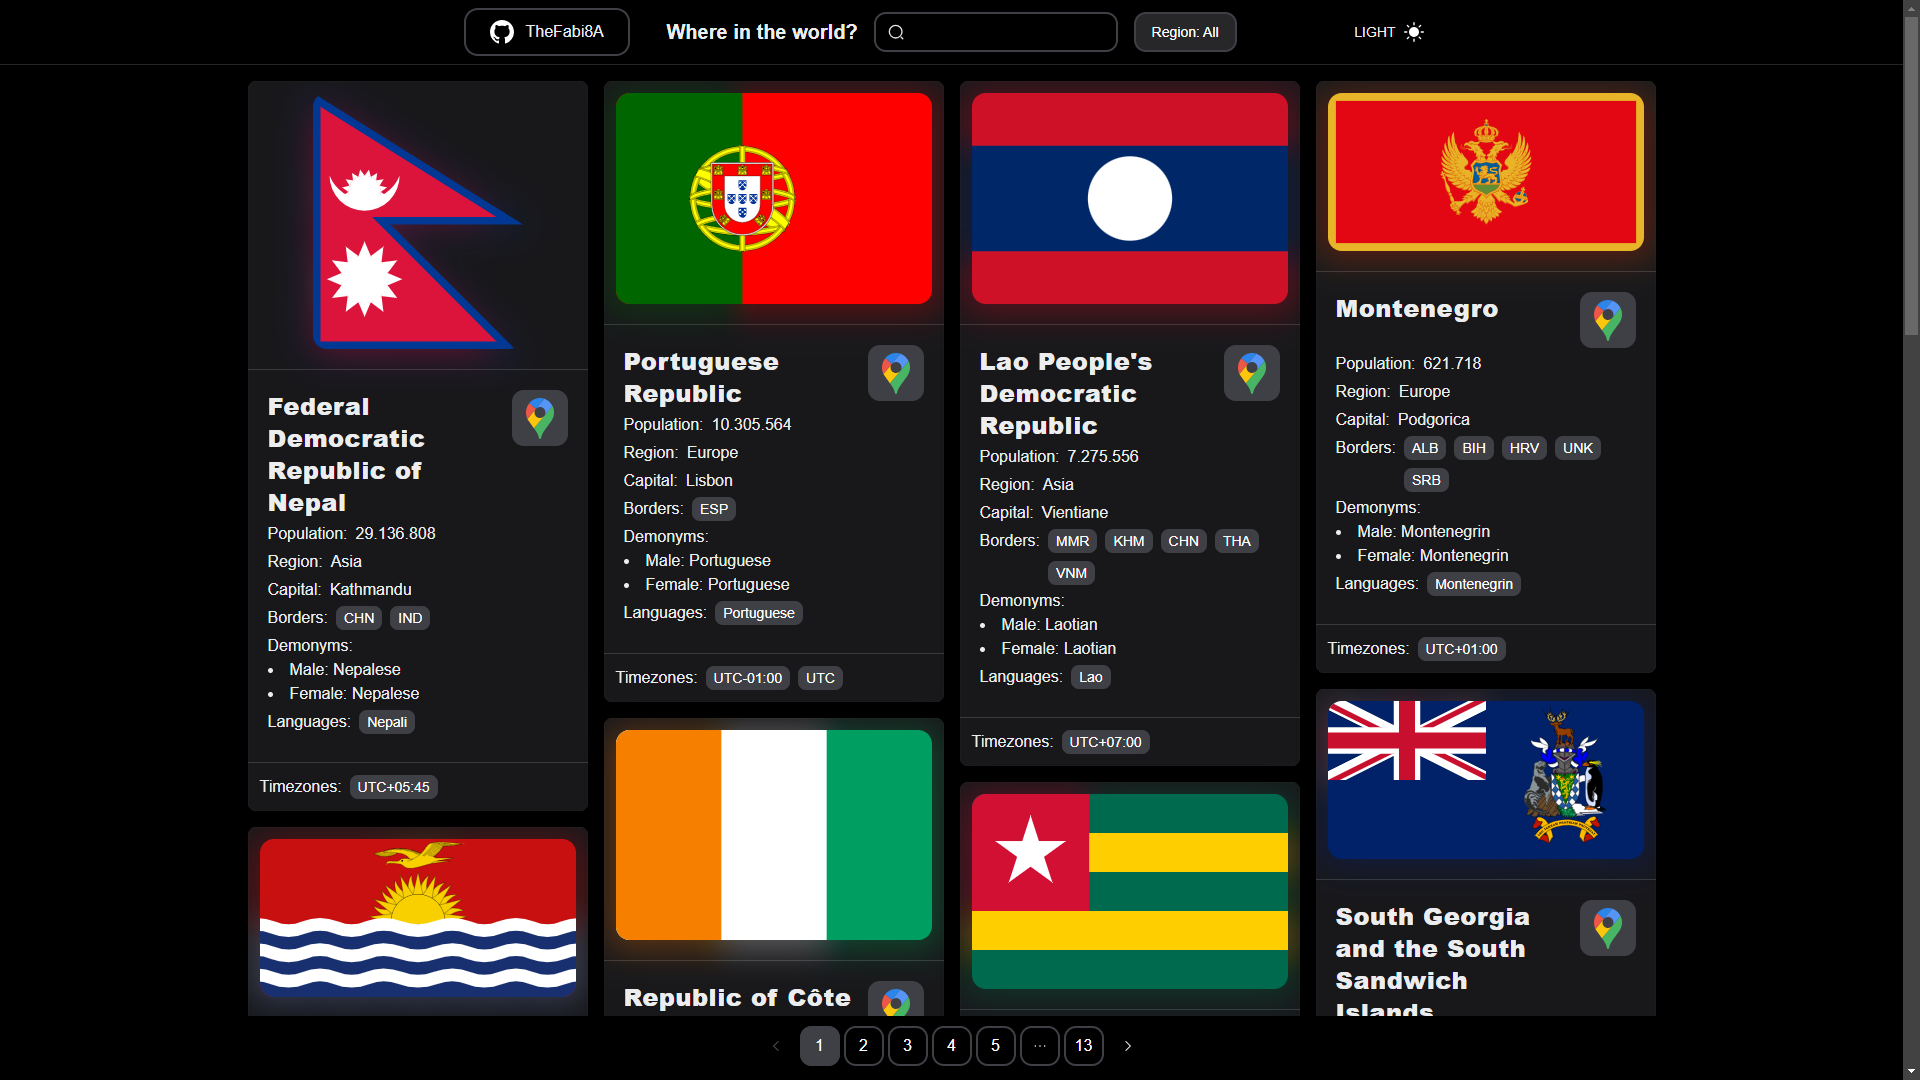 TheFabi8A
Where in the world?
Region: All
LIGHT
Federal
Democratic
Republic of
Nepal
Population: 29.136.808
Region: Asia
Capital: Kathmandu
Borders: CHN IND
Demonyms:
• Male: Nepalese
• Female: Nepalese
Languages: Nepali
Timezones: UTC+05:45
Portuguese
Republic
Population: 10.305.564
Region: Europe
Capital: Lisbon
Borders: ESP
Demonyms:
• Male: Portuguese
• Female: Portuguese
Languages: Portuguese
Timezones: UTC-01:00 UTC
Republic of Côte
Lao People's
Democratic
Republic
Population: 7.275.556
Region: Asia
Capital: Vientiane
Borders: MMR KHM CHN THA
VNM
Demonyms:
• Male: Laotian
• Female: Laotian
Languages: Lao
Timezones: UTC+07:00
Montenegro
Population: 621.718
Region: Europe
Capital: Podgorica
Borders: ALB BIH HRV UNK
SRB
Demonyms:
• Male: Montenegrin
• Female: Montenegrin
Languages: Montenegrin
Timezones: UTC+01:00
South Georgia
and the South
Sandwich
Islands
1 2 3 4 5 ··· 13